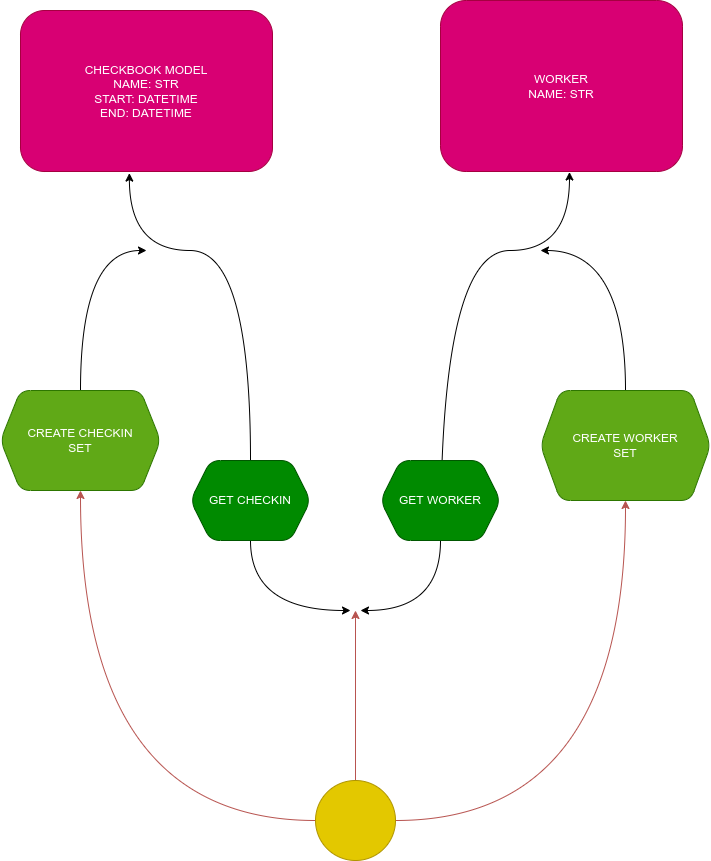 CHECKBOOK MODEL
NAME: STR
START: DATETIME
END: DATETIME
WORKER
NAME: STR
CREATE CHECKIN
SET
GET CHECKIN
GET WORKER
CREATE WORKER
SET